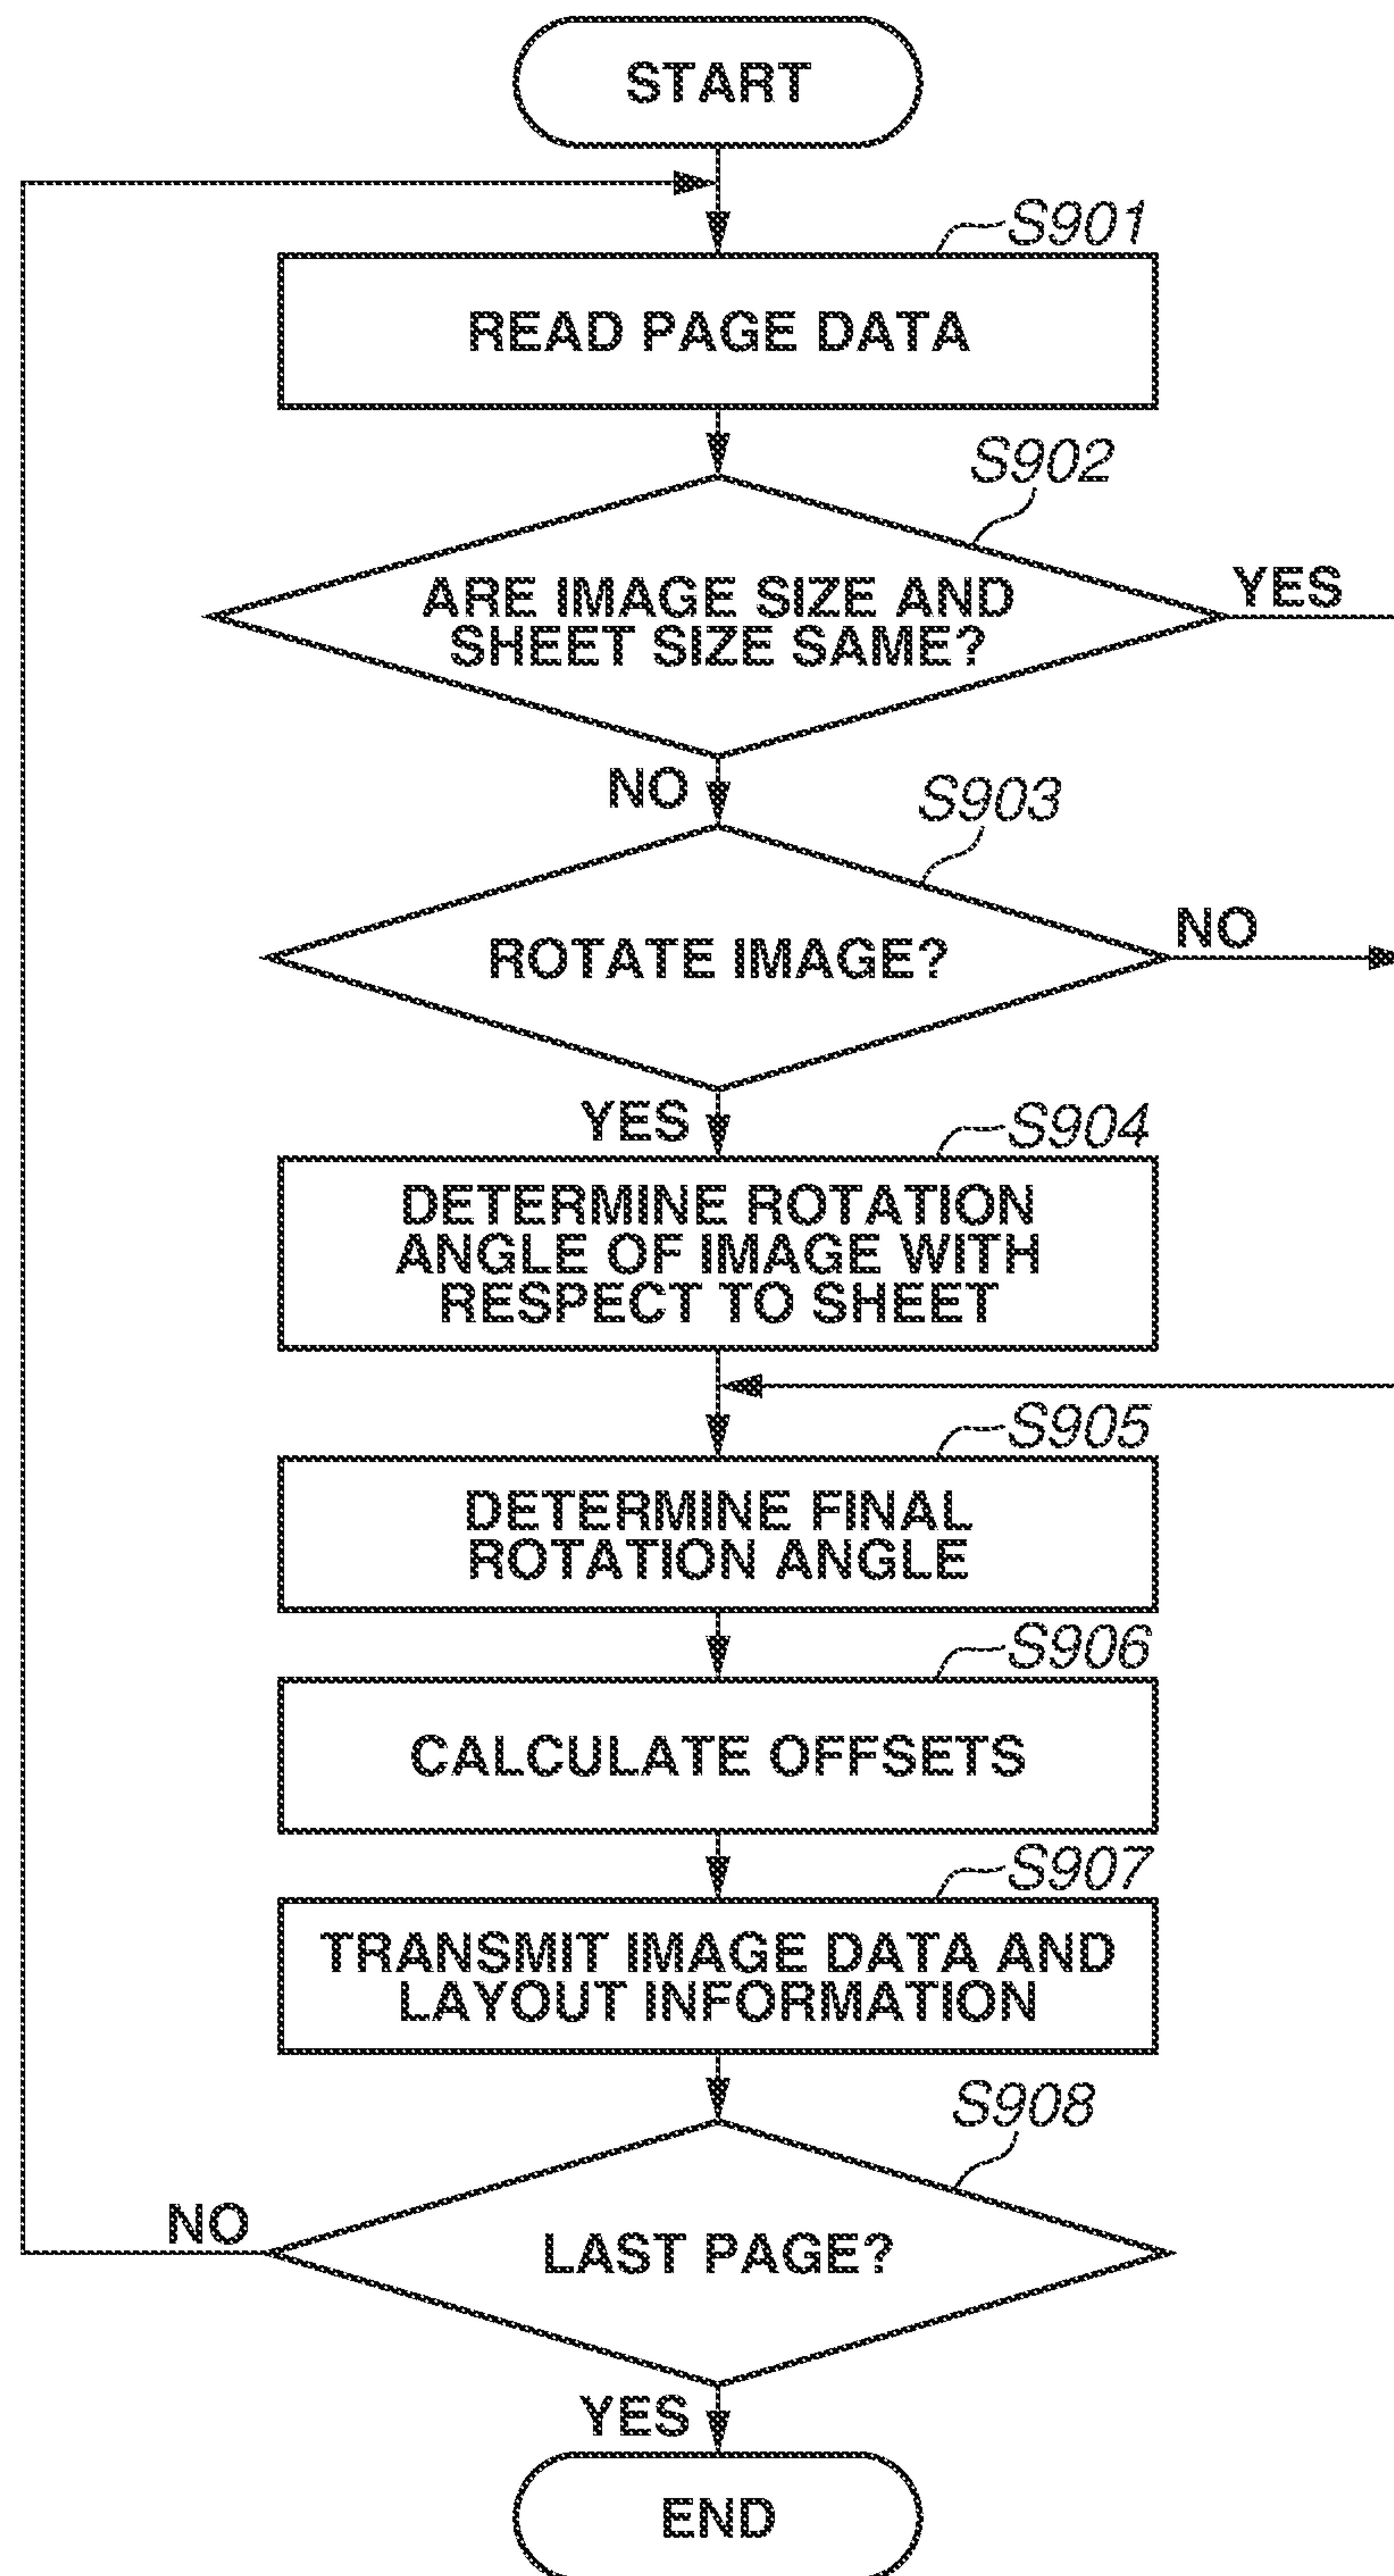 START
S901
READ PAGE DATA
S902
ARE IMAGE SIZE AND
SHEET SIZE SAME?
YES
NO
S903
ROTATE IMAGE?
NO
YES
S904
DETERMINE ROTATION
ANGLE OF IMAGE WITH
RESPECT TO SHEET
S905
DETERMINE FINAL
ROTATION ANGLE
S906
CALCULATE OFFSETS
S907
TRANSMIT IMAGE DATA AND
LAYOUT INFORMATION
S908
NO
LAST PAGE?
YES
END